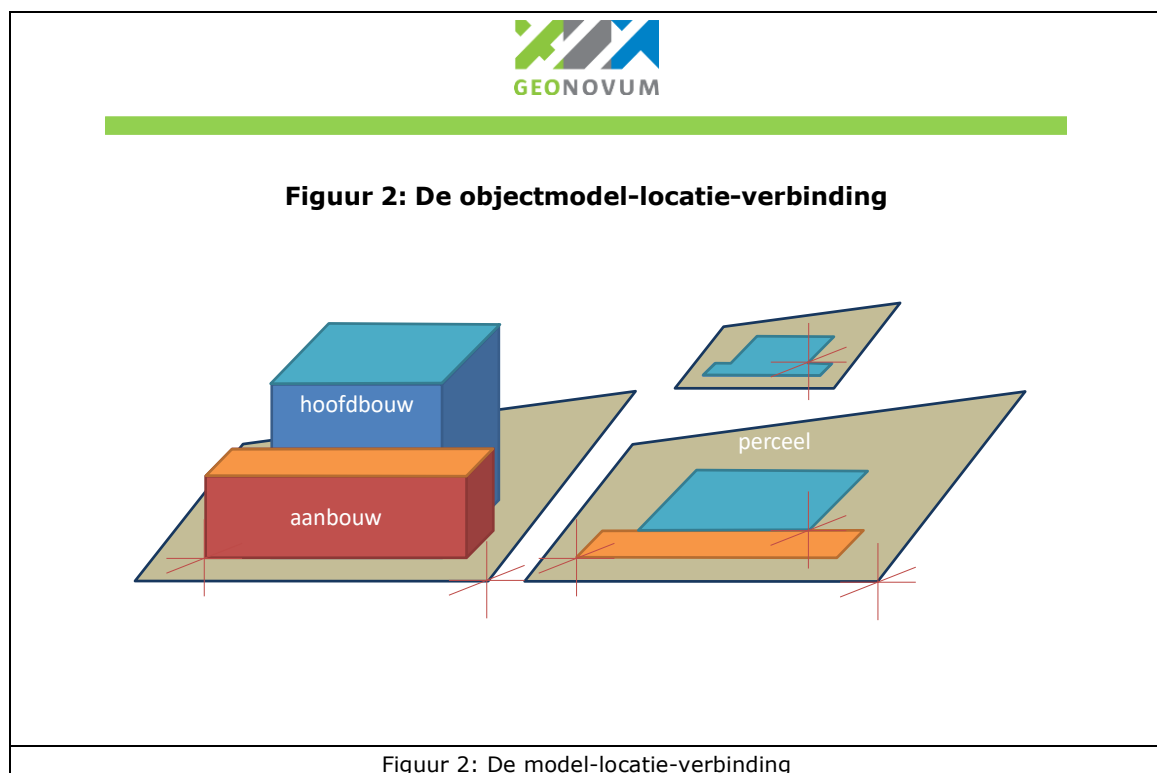 GEONOVUM
Figuur 2: De objectmodel-locatie-verbinding
hoofdbouw
perceel
aanbouw
Figuur 2: De model-locatie-verbinding